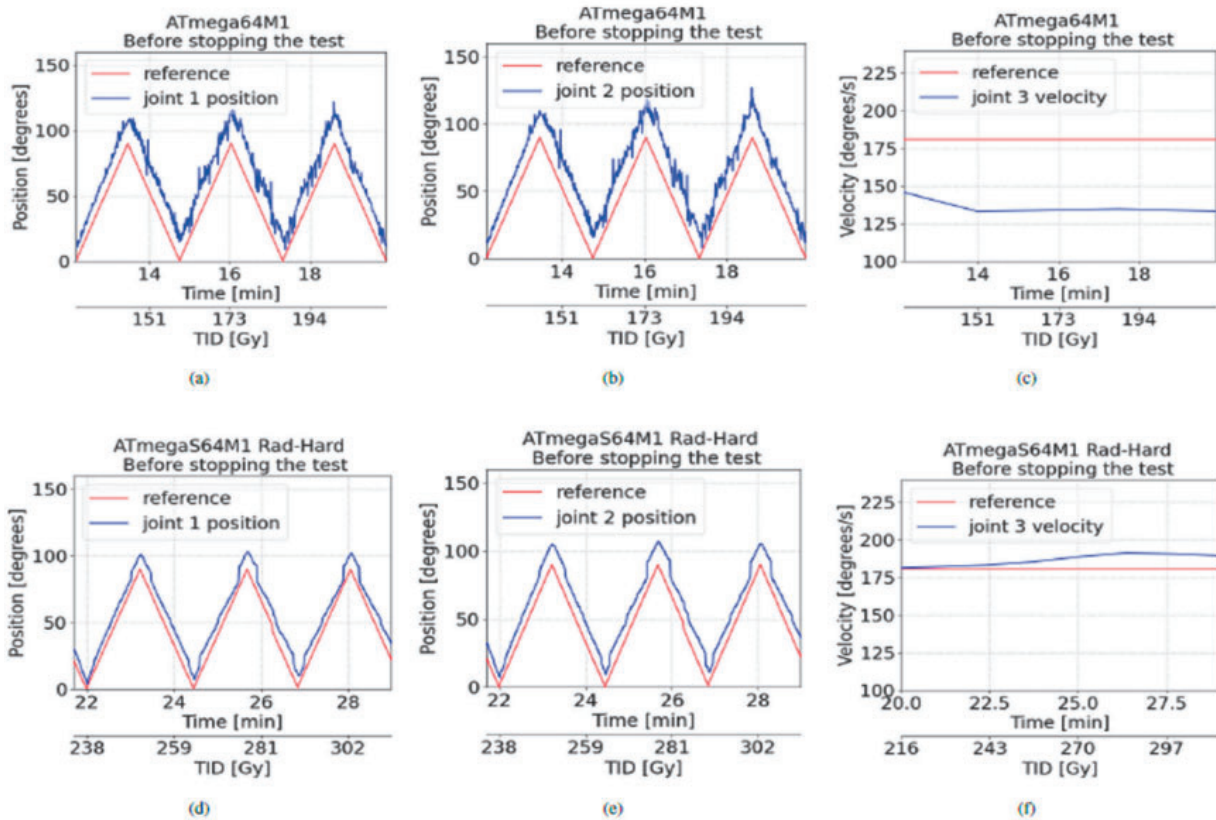 ATmega64M1
Before stopping the test
150
reference
joint 1 position
100
50
0
Position [degrees]
14
16
18
Time [min]
151
173
194
TID [Gy]
(a)
ATmega64M1
Before stopping the test
150
reference
joint 2 position
100
50
0
Position [degrees]
14
16
18
Time [min]
151
173
194
TID [Gy]
(b)
ATmega64M1
Before stopping the test
225
reference
joint 3 velocity
200
175
150
125
100
Velocity [degrees/s]
14
16
18
Time [min]
151
173
194
TID [Gy]
(c)
ATmegaS64M1 Rad-Hard
Before stopping the test
150
reference
joint 1 position
100
50
0
Position [degrees]
22
24
26
28
Time [min]
238
259
281
302
TID [Gy]
(d)
ATmegaS64M1 Rad-Hard
Before stopping the test
150
reference
joint 2 position
100
50
0
Position [degrees]
22
24
26
28
Time [min]
238
259
281
302
TID [Gy]
(e)
ATmegaS64M1 Rad-Hard
Before stopping the test
225
reference
joint 3 velocity
200
175
150
125
100
Velocity [degrees/s]
20.0
22.5
25.0
27.5
Time [min]
216
243
270
297
TID [Gy]
(f)